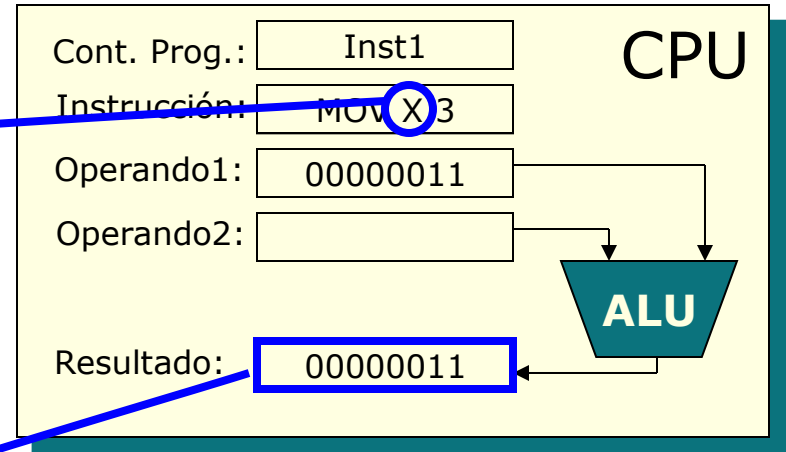 CPU
Cont. Prog.: Inst1
Instrucción: MOV X 3
Operando1: 00000011
Operando2:
ALU
Resultado: 00000011